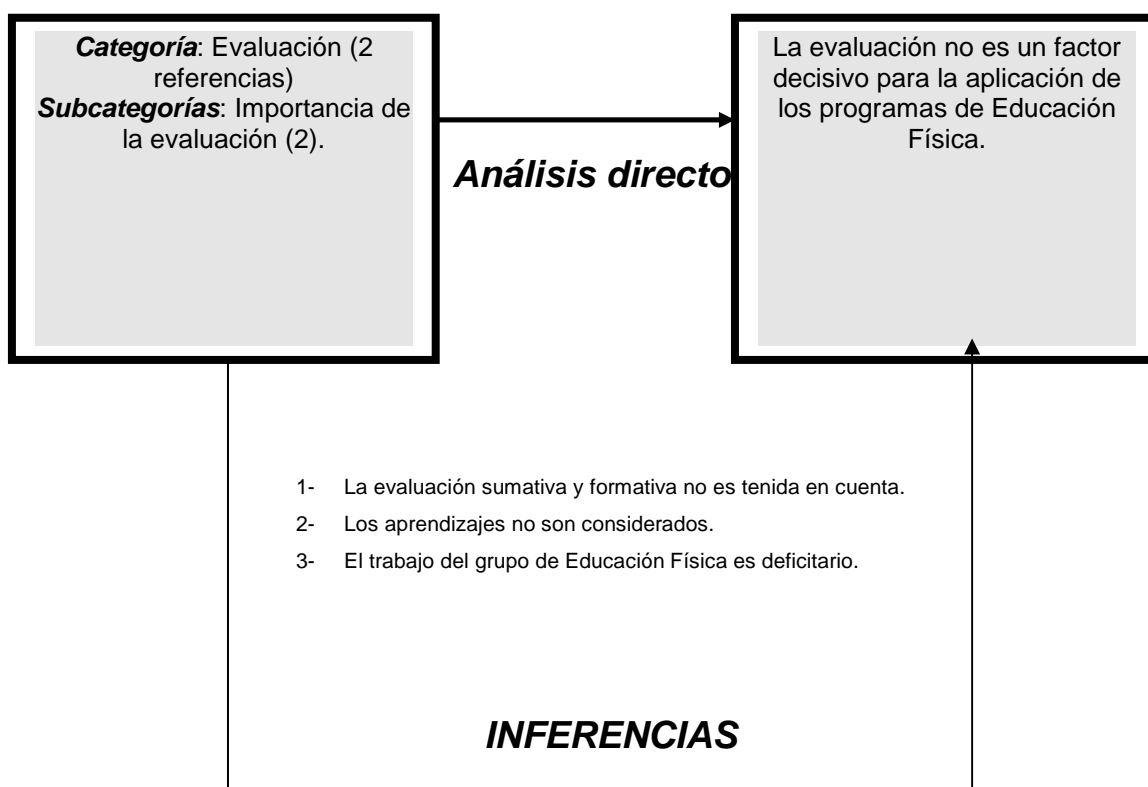 Categoría: Evaluación (2
referencias)
Subcategorías: Importancia de
la evaluación (2).
La evaluación no es un factor
decisivo para la aplicación de
los programas de Educación
Física.
Análisis directo
1- La evaluación sumativa y formativa no es tenida en cuenta.
2- Los aprendizajes no son considerados.
3- El trabajo del grupo de Educación Física es deficitario.
INFERENCIAS